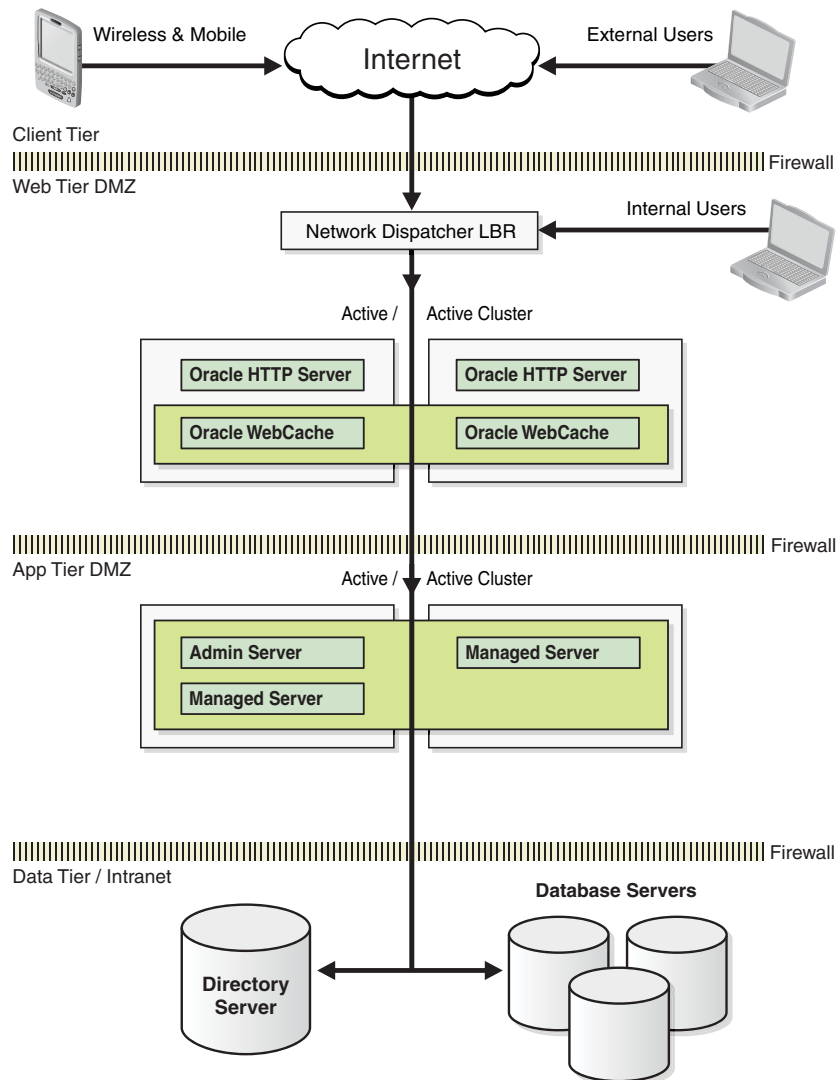 Wireless & Mobile
Internet
External Users
Client Tier
Firewall
Web Tier DMZ
Network Dispatcher LBR
Internal Users
Active / Active Cluster
Oracle HTTP Server
Oracle HTTP Server
Oracle WebCache
Oracle WebCache
Firewall
App Tier DMZ
Active / Active Cluster
Admin Server
Managed Server
Managed Server
Firewall
Data Tier / Intranet
Database Servers
Directory
Server